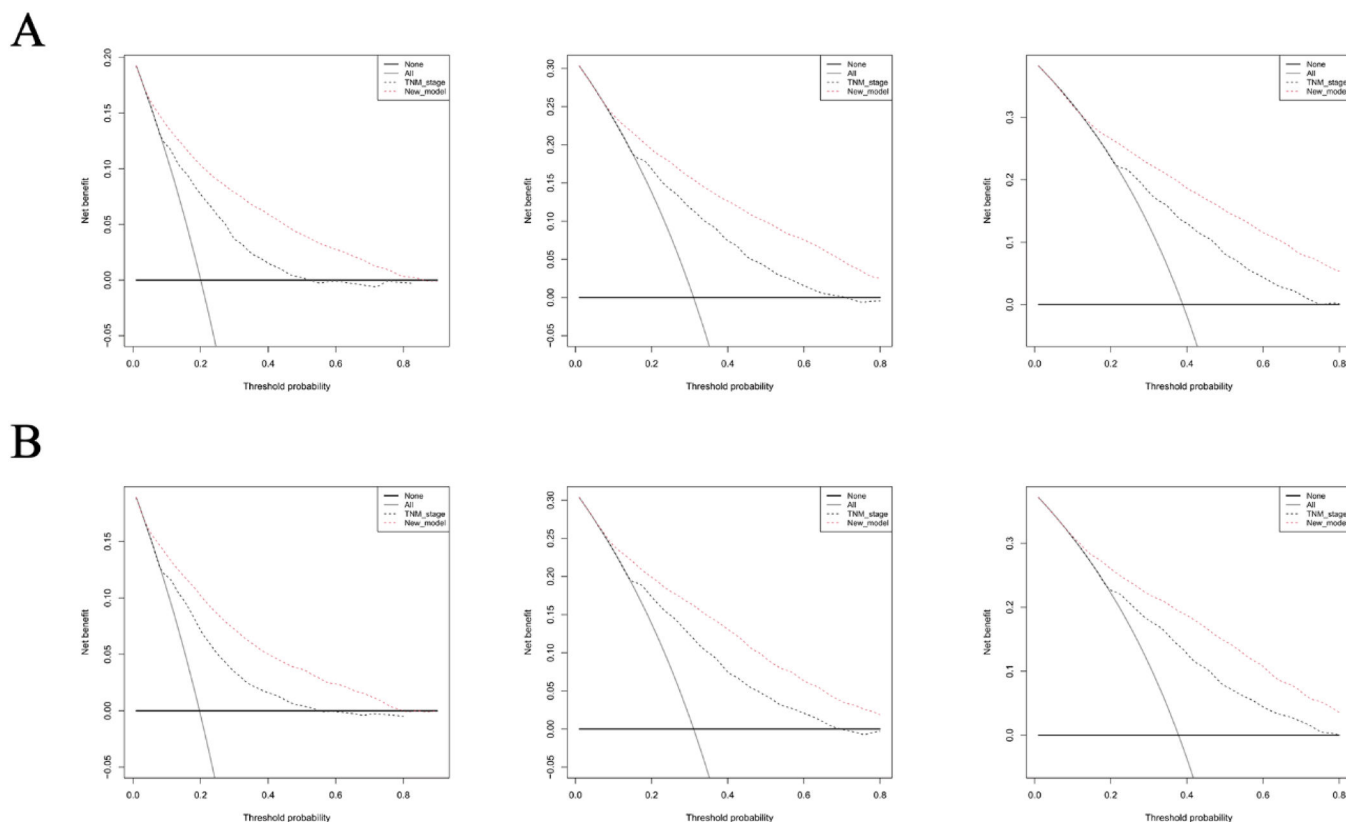 A
None
All
TNM_stage
New_model
Net benefit
0.20
0.15
0.10
0.05
0.00
−0.05
0.0 0.2 0.4 0.6 0.8
Threshold probability
None
All
TNM_stage
New_model
Net benefit
0.30
0.25
0.20
0.15
0.10
0.05
0.00
−0.05
0.0 0.2 0.4 0.6 0.8
Threshold probability
None
All
TNM_stage
New_model
Net benefit
0.3
0.2
0.1
0.0
0.0 0.2 0.4 0.6 0.8
Threshold probability
B
None
All
TNM_stage
New_model
Net benefit
0.15
0.10
0.05
0.00
−0.05
0.0 0.2 0.4 0.6 0.8
Threshold probability
None
All
TNM_stage
New_model
Net benefit
0.30
0.25
0.20
0.15
0.10
0.05
0.00
−0.05
0.0 0.2 0.4 0.6 0.8
Threshold probability
None
All
TNM_stage
New_model
Net benefit
0.3
0.2
0.1
0.0
0.0 0.2 0.4 0.6 0.8
Threshold probability